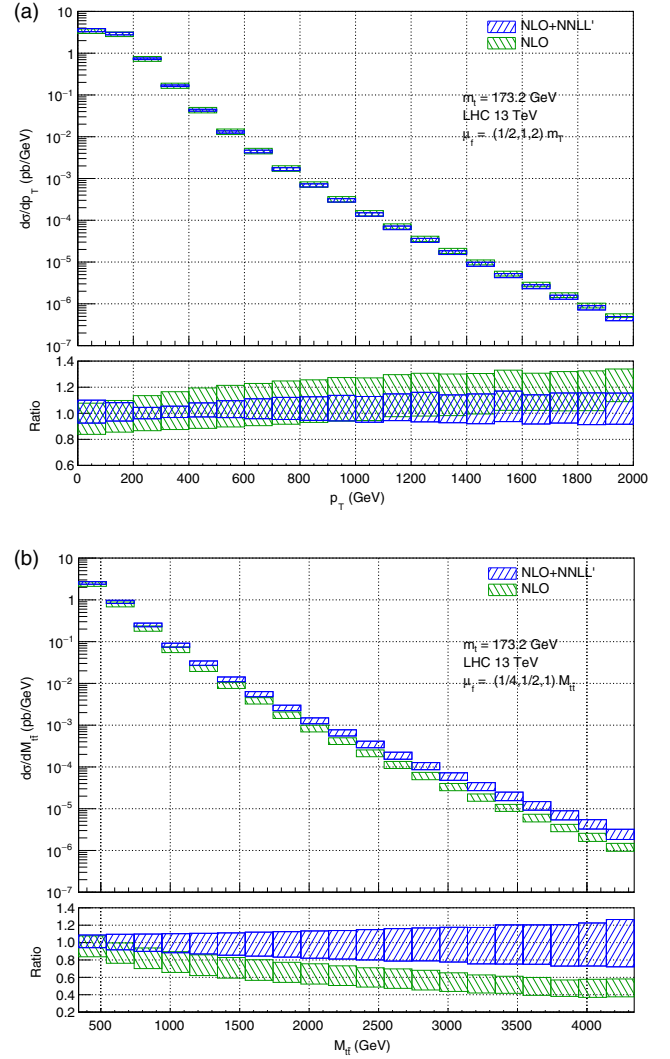 (a)
10
1
10⁻¹
10⁻²
10⁻³
10⁻⁴
10⁻⁵
10⁻⁶
10⁻⁷
dσ/dp_T (pb/GeV)
NLO+NNLL'
NLO
m_t = 173.2 GeV
LHC 13 TeV
μ_f = (1/2,1,2) m_T
1.4
1.2
1.0
0.8
0.6
Ratio
0 200 400 600 800 1000 1200 1400 1600 1800 2000
p_T (GeV)
(b)
10
1
10⁻¹
10⁻²
10⁻³
10⁻⁴
10⁻⁵
10⁻⁶
10⁻⁷
dσ/dM_tt̄ (pb/GeV)
NLO+NNLL'
NLO
m_t = 173.2 GeV
LHC 13 TeV
μ_f = (1/4,1/2,1) M_tt̄
1.4
1.2
1.0
0.8
0.6
0.4
0.2
Ratio
500 1000 1500 2000 2500 3000 3500 4000
M_tt̄ (GeV)